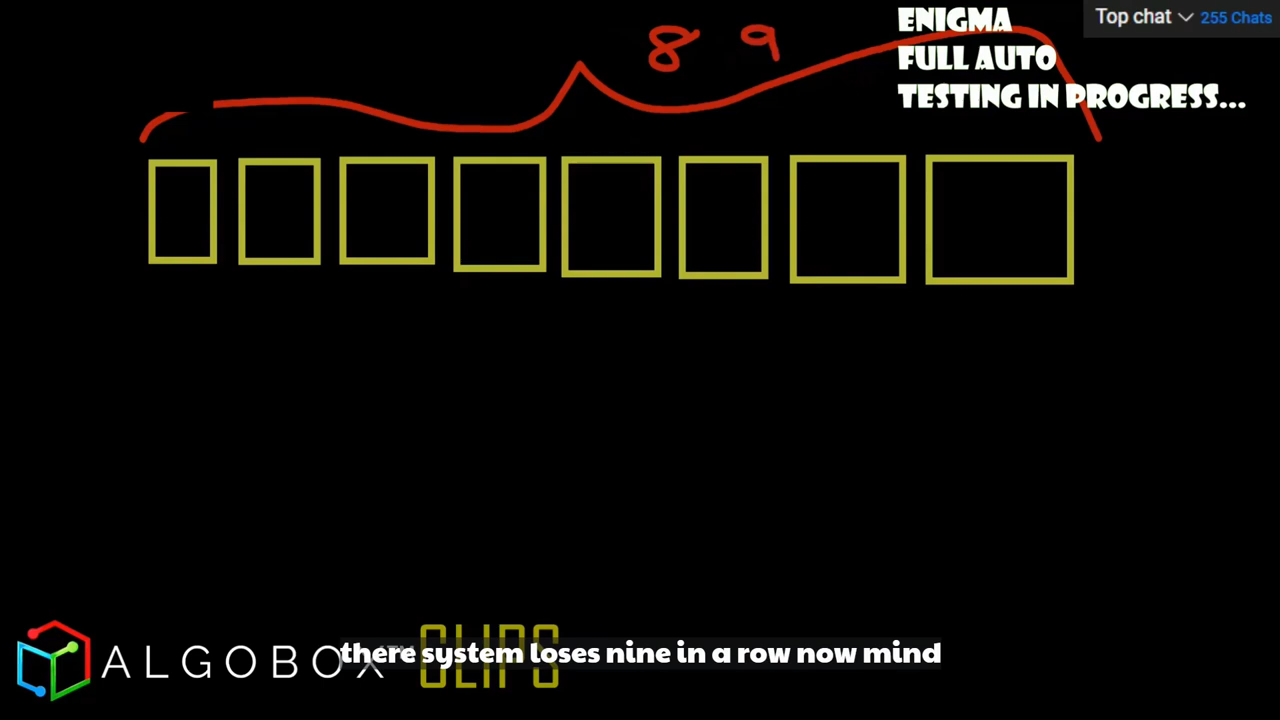 ENIGMA
FULL AUTO
TESTING IN PROGRESS...
Top chat 255 Chats
8 9
ALGOBOX CLIPS
there system loses nine in a row now mind